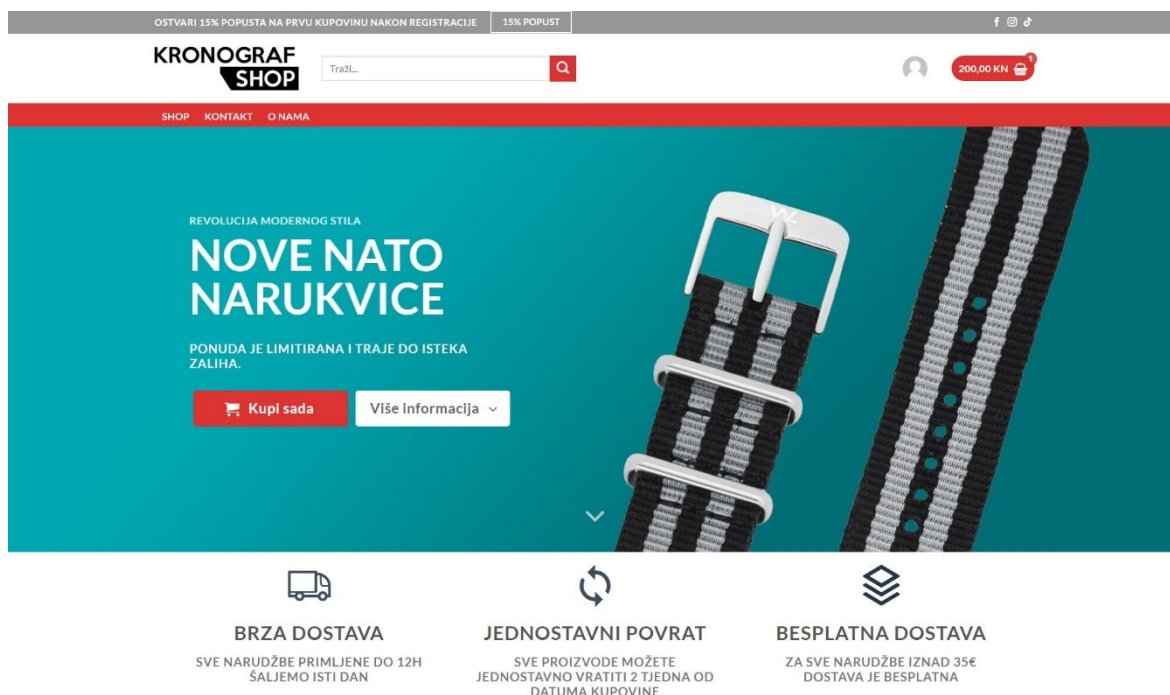 OSTVARI 15% POPUSTA NA PRVU KUPOVINU NAKON REGISTRACIJE
15% POPUST
KRONOGRAF
SHOP
Traži...
200,00 KN
1
SHOP KONTAKT O NAMA
REVOLUCIJA MODERNOG STILA
NOVE NATO
NARUKVICE
PONUDA JE LIMITIRANA I TRAJE DO ISTEKA
ZALIHA.
Kupi sada
Više informacija
BRZA DOSTAVA
SVE NARUDŽBE PRIMLJENE DO 12H
ŠALJEMO ISTI DAN
JEDNOSTAVNI POVRAT
SVE PROIZVODE MOŽETE
JEDNOSTAVNO VRATITI 2 TJEDNA OD
DATUMA KUPOVINE
BESPLATNA DOSTAVA
ZA SVE NARUDŽBE IZNAD 35€
DOSTAVA JE BESPLATNA